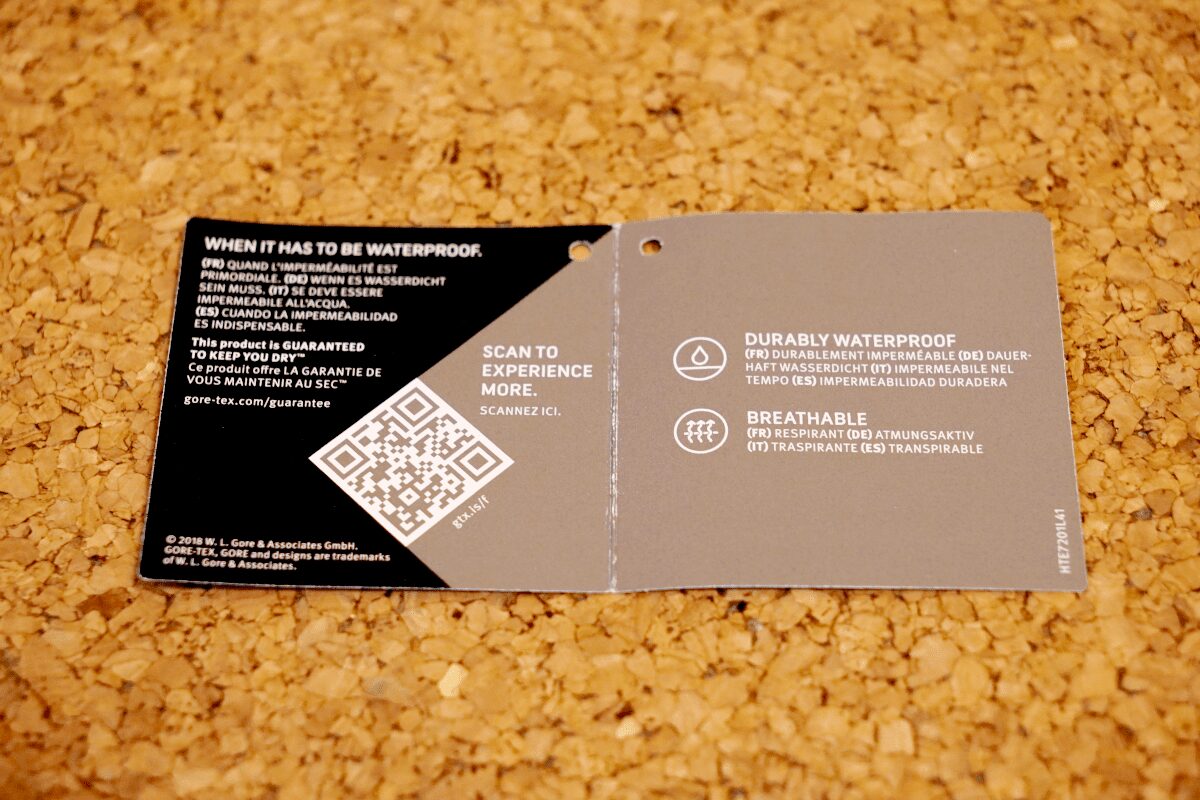 WHEN IT HAS TO BE WATERPROOF.
(FR) QUAND L'IMPERMÉABILITÉ EST
PRIMORDIALE. (DE) WENN ES WASSERDICHT
SEIN MUSS. (IT) SE DEVE ESSERE
IMPERMEABILE ALL'ACQUA.
(ES) CUANDO LA IMPERMEABILIDAD
ES INDISPENSABLE.
This product is GUARANTEED
TO KEEP YOU DRY™
Ce produit offre LA GARANTIE DE
VOUS MAINTENIR AU SEC™
gore-tex.com/guarantee
SCAN TO
EXPERIENCE
MORE.
SCANNEZ ICI.
gtx.is/f
© 2018 W. L. Gore & Associates GmbH.
GORE-TEX, GORE and designs are trademarks
of W. L. Gore & Associates.
DURABLY WATERPROOF
(FR) DURABLEMENT IMPERMÉABLE (DE) DAUER-
HAFT WASSERDICHT (IT) IMPERMEABILE NEL
TEMPO (ES) IMPERMEABILIDAD DURADERA
BREATHABLE
(FR) RESPIRANT (DE) ATMUNGSAKTIV
(IT) TRASPIRANTE (ES) TRANSPIRABLE
HTE7201L41